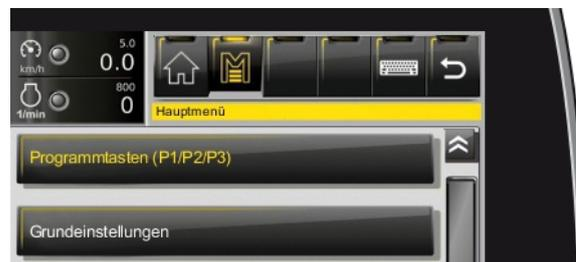 5.0
km/h 0.0
800
1/min 0
Hauptmenü
Programmtasten (P1/P2/P3)
Grundeinstellungen